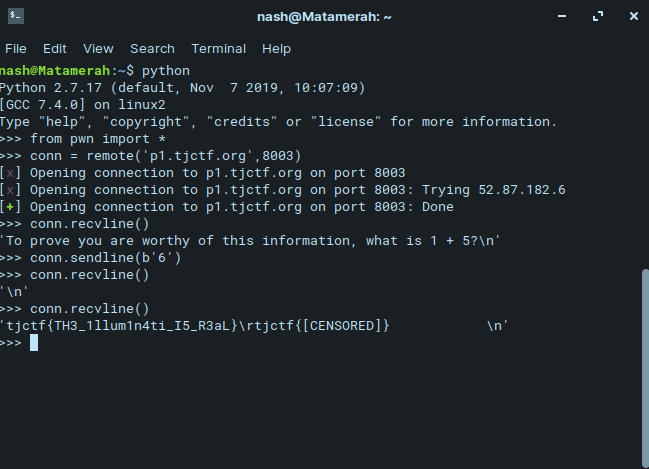 nash@Matamerah: ~
File Edit View Search Terminal Help
nash@Matamerah:~$ python
Python 2.7.17 (default, Nov  7 2019, 10:07:09)
[GCC 7.4.0] on linux2
Type "help", "copyright", "credits" or "license" for more information.
>>> from pwn import *
>>> conn = remote('p1.tjctf.org',8003)
[x] Opening connection to p1.tjctf.org on port 8003
[x] Opening connection to p1.tjctf.org on port 8003: Trying 52.87.182.6
[+] Opening connection to p1.tjctf.org on port 8003: Done
>>> conn.recvline()
'To prove you are worthy of this information, what is 1 + 5?\n'
>>> conn.sendline(b'6')
>>> conn.recvline()
'\n'
>>> conn.recvline()
'tjctf{TH3_1llum1n4ti_I5_R3aL}\rtjctf{[CENSORED]}            \n'
>>>